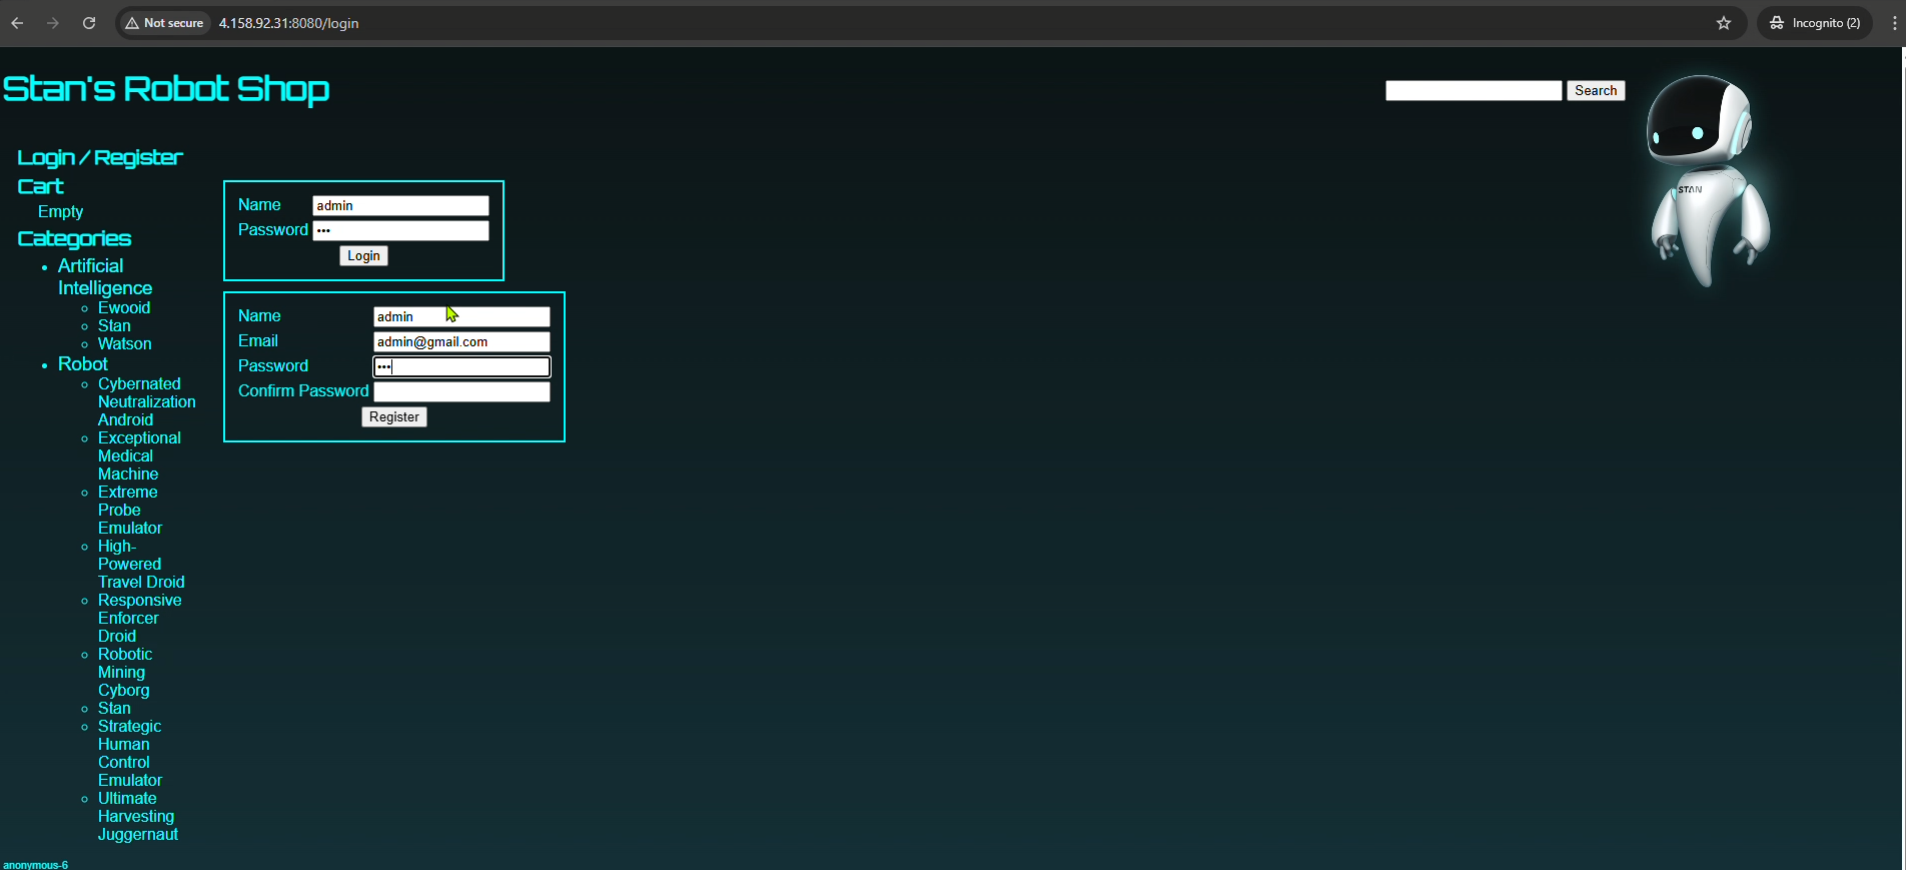 Not secure 4.158.92.31:8080/login Incognito (2)
Stan's Robot Shop
Search
STAN
Login / Register
Cart
Empty
Categories
Artificial
Intelligence
Ewooid
Stan
Watson
Robot
Cybernated
Neutralization
Android
Exceptional
Medical
Machine
Extreme
Probe
Emulator
High-
Powered
Travel Droid
Responsive
Enforcer
Droid
Robotic
Mining
Cyborg
Stan
Strategic
Human
Control
Emulator
Ultimate
Harvesting
Juggernaut
Name admin
Password •••
Login
Name admin
Email admin@gmail.com
Password •••
Confirm Password
Register
anonymous-6